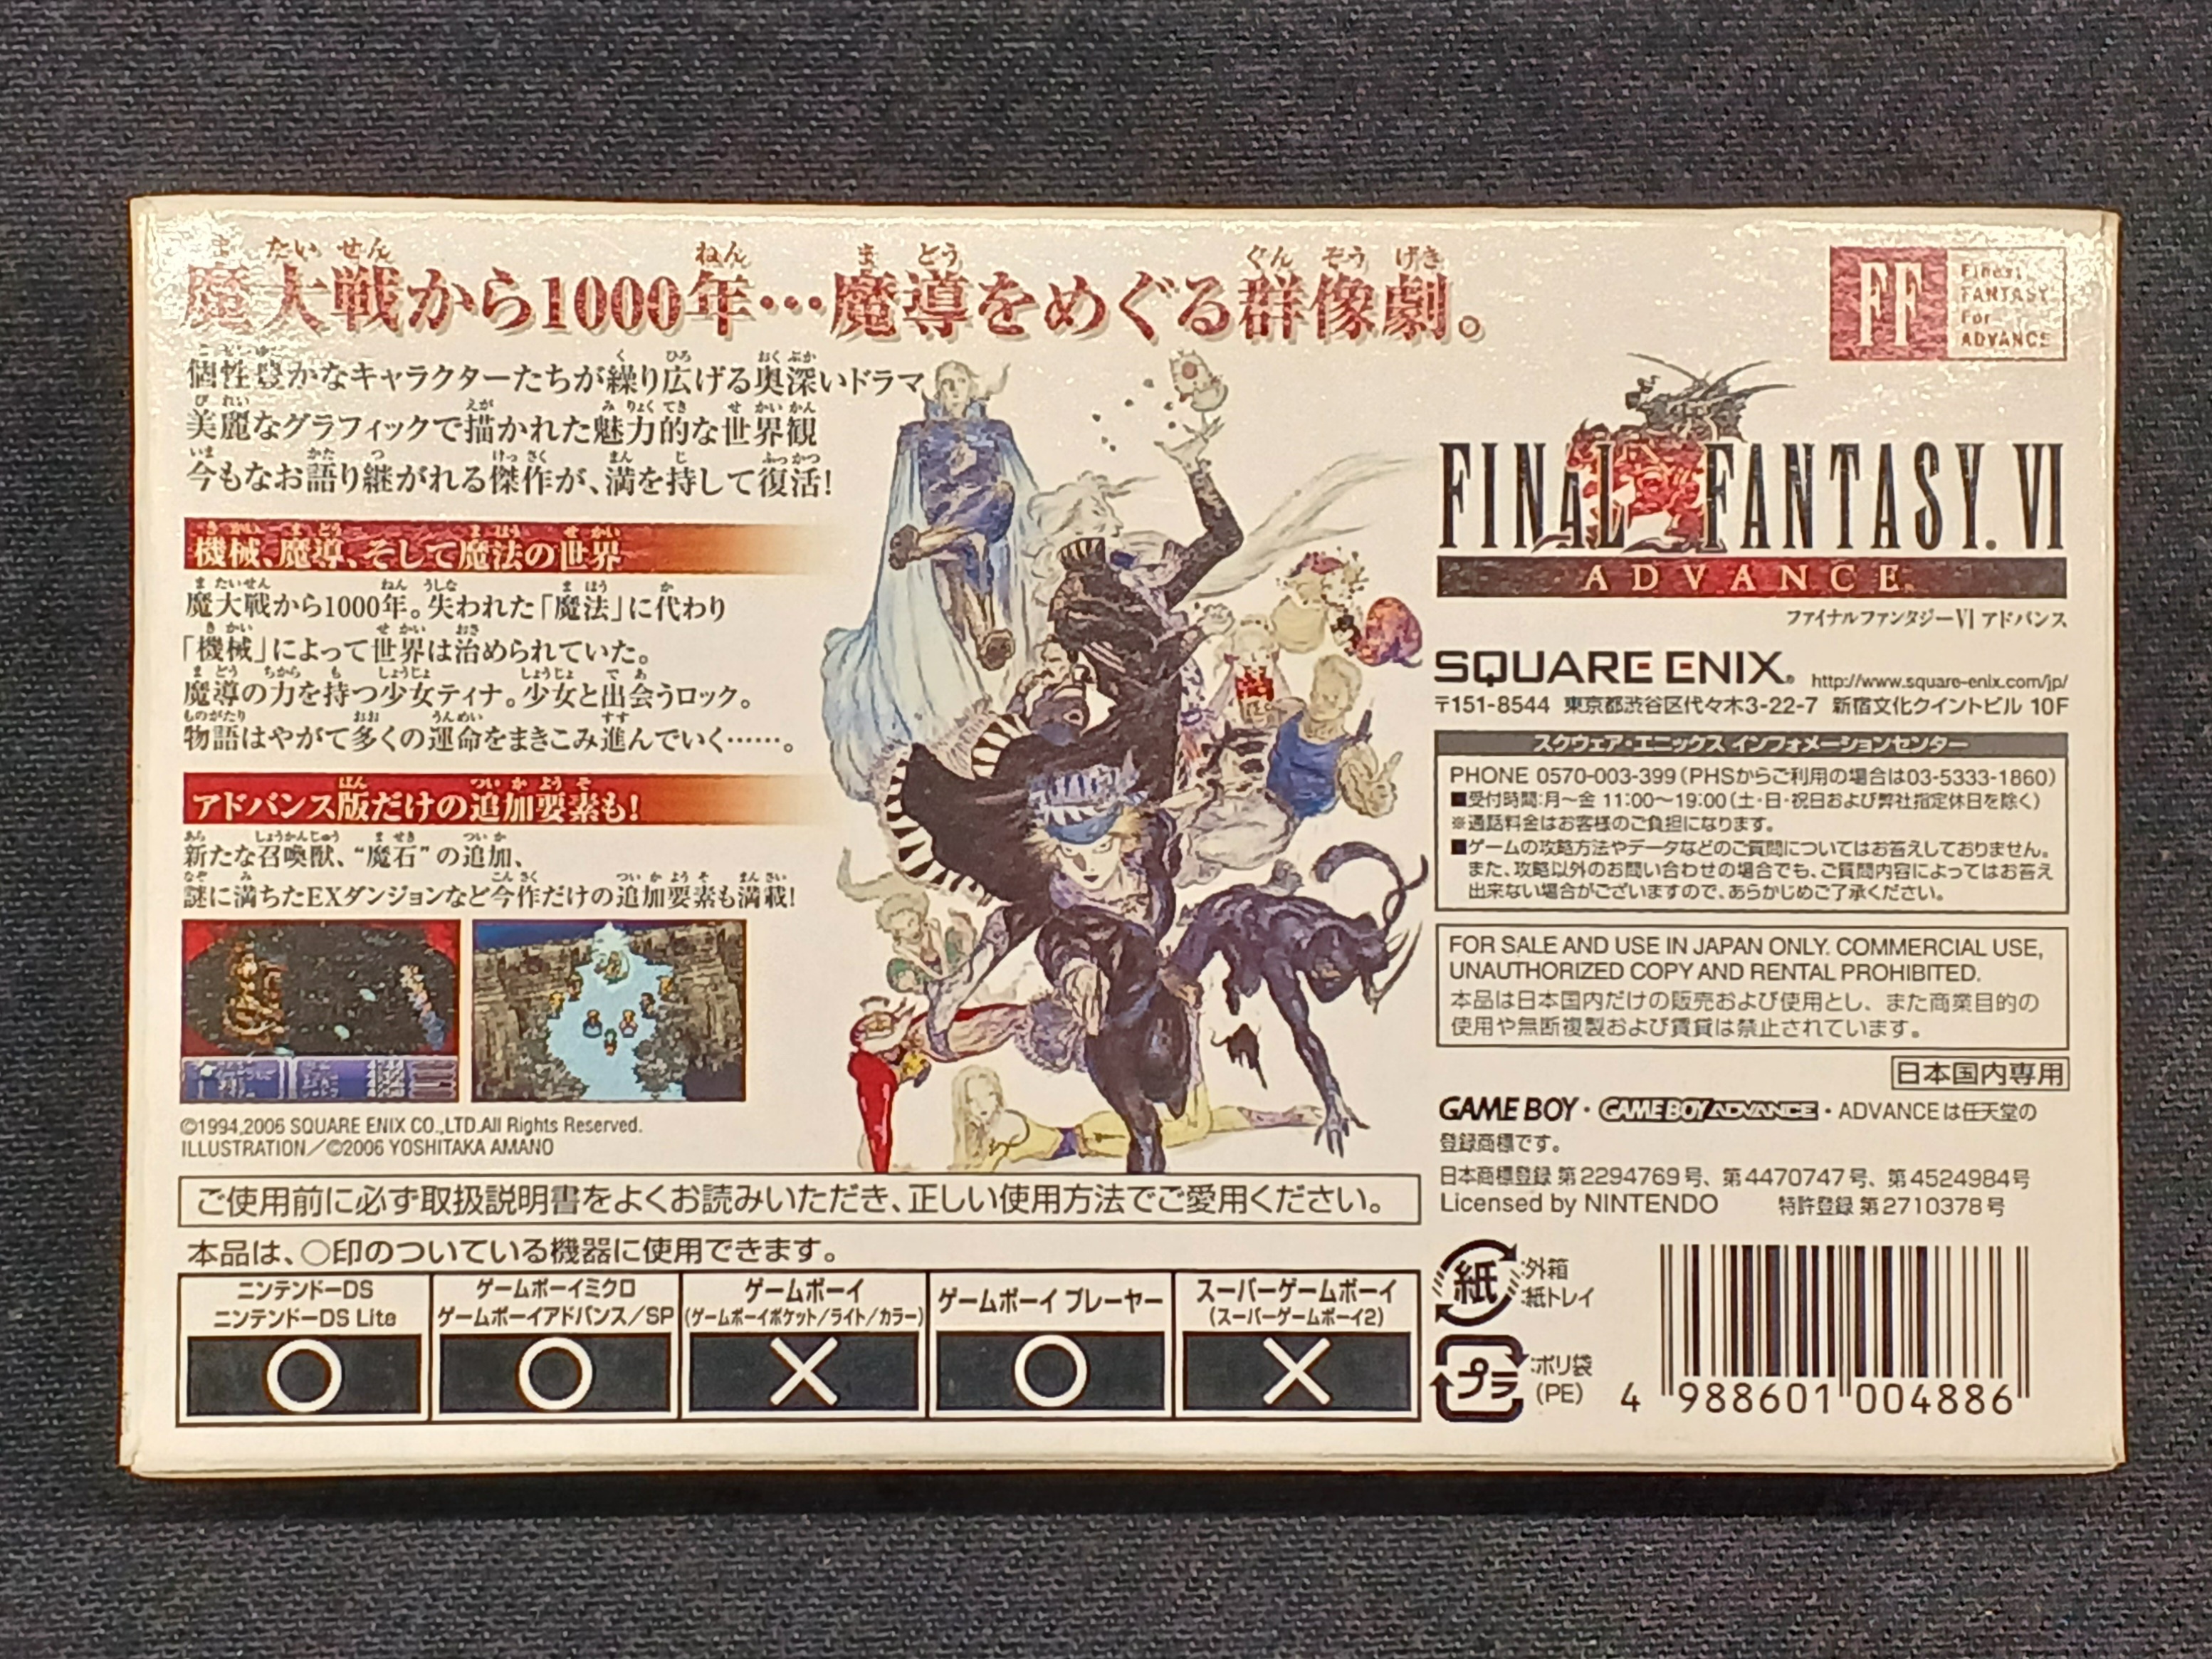 魔大戦から1000年…魔導をめぐる群像劇。
個性豊かなキャラクターたちが繰り広げる奥深いドラマ
美麗なグラフィックで描かれた魅力的な世界観
今もなお語り継がれる傑作が、満を持して復活!
機械、魔導、そして魔法の世界
魔大戦から1000年。失われた「魔法」に代わり
「機械」によって世界は治められていた。
魔導の力を持つ少女ティナ。少女と出会うロック。
物語はやがて多くの運命をまきこみ進んでいく……。
アドバンス版だけの追加要素も!
新たな召喚獣、“魔石”の追加、
謎に満ちたEXダンジョンなど今作だけの追加要素も満載!
©1994,2006 SQUARE ENIX CO.,LTD.All Rights Reserved.
ILLUSTRATION／©2006 YOSHITAKA AMANO
FF
Finest
FANTASY
For
ADVANCE
FINAL FANTASY. VI
ADVANCE
ファイナルファンタジーVI アドバンス
SQUARE ENIX. http://www.square-enix.com/jp/
〒151-8544 東京都渋谷区代々木3-22-7 新宿文化クイントビル 10F
スクウェア・エニックス インフォメーションセンター
PHONE 0570-003-399(PHSからご利用の場合は03-5333-1860)
■受付時間:月～金 11:00～19:00(土・日・祝日および弊社指定休日を除く)
※通話料金はお客様のご負担になります。
■ゲームの攻略方法やデータなどのご質問についてはお答えしておりません。
また、攻略以外のお問い合わせの場合でも、ご質問内容によってはお答え
出来ない場合がございますので、あらかじめご了承ください。
FOR SALE AND USE IN JAPAN ONLY. COMMERCIAL USE,
UNAUTHORIZED COPY AND RENTAL PROHIBITED.
本品は日本国内だけの販売および使用とし、また商業目的の
使用や無断複製および賃貸は禁止されています。
日本国内専用
GAME BOY・GAME BOY ADVANCE・ADVANCEは任天堂の
登録商標です。
日本商標登録 第2294769号、第4470747号、第4524984号
Licensed by NINTENDO 特許登録 第2710378号
ご使用前に必ず取扱説明書をよくお読みいただき、正しい使用方法でご愛用ください。
本品は、○印のついている機器に使用できます。
ニンテンドーDS
ニンテンドーDS Lite
○
ゲームボーイミクロ
ゲームボーイアドバンス／SP
○
ゲームボーイ
(ゲームボーイポケット／ライト／カラー)
×
ゲームボーイ プレーヤー
○
スーパーゲームボーイ
(スーパーゲームボーイ2)
×
紙
:外箱
:紙トレイ
プラ
:ポリ袋
(PE)
4 988601 004886